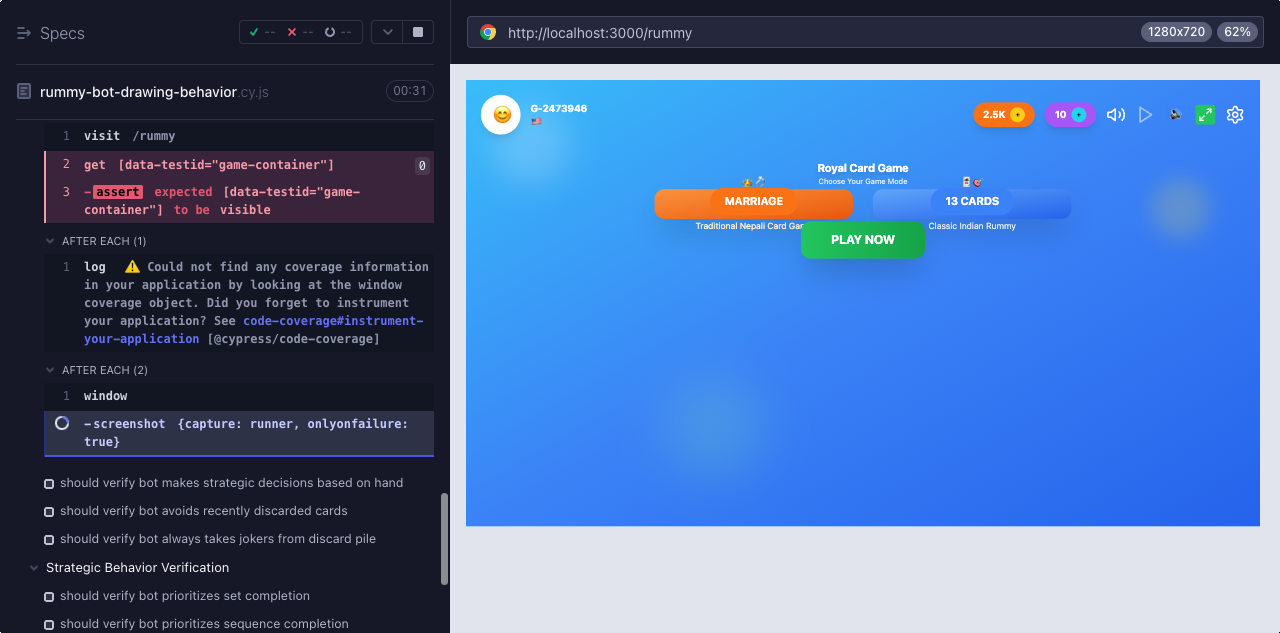 Specs
-- -- --
rummy-bot-drawing-behavior.cy.js
00:31
1 visit /rummy
2 get [data-testid="game-container"] 0
3 -assert expected [data-testid="game-
container"] to be visible
AFTER EACH (1)
1 log ⚠️ Could not find any coverage information
in your application by looking at the window
coverage object. Did you forget to instrument
your application? See code-coverage#instrument-
your-application [@cypress/code-coverage]
AFTER EACH (2)
1 window
-screenshot {capture: runner, onlyonfailure:
true}
should verify bot makes strategic decisions based on hand
should verify bot avoids recently discarded cards
should verify bot always takes jokers from discard pile
Strategic Behavior Verification
should verify bot prioritizes set completion
should verify bot prioritizes sequence completion
http://localhost:3000/rummy
1280x720
62%
G-2473946
2.5K +
10 +
Royal Card Game
Choose Your Game Mode
MARRIAGE
Traditional Nepali Card Gam
13 CARDS
Classic Indian Rummy
PLAY NOW